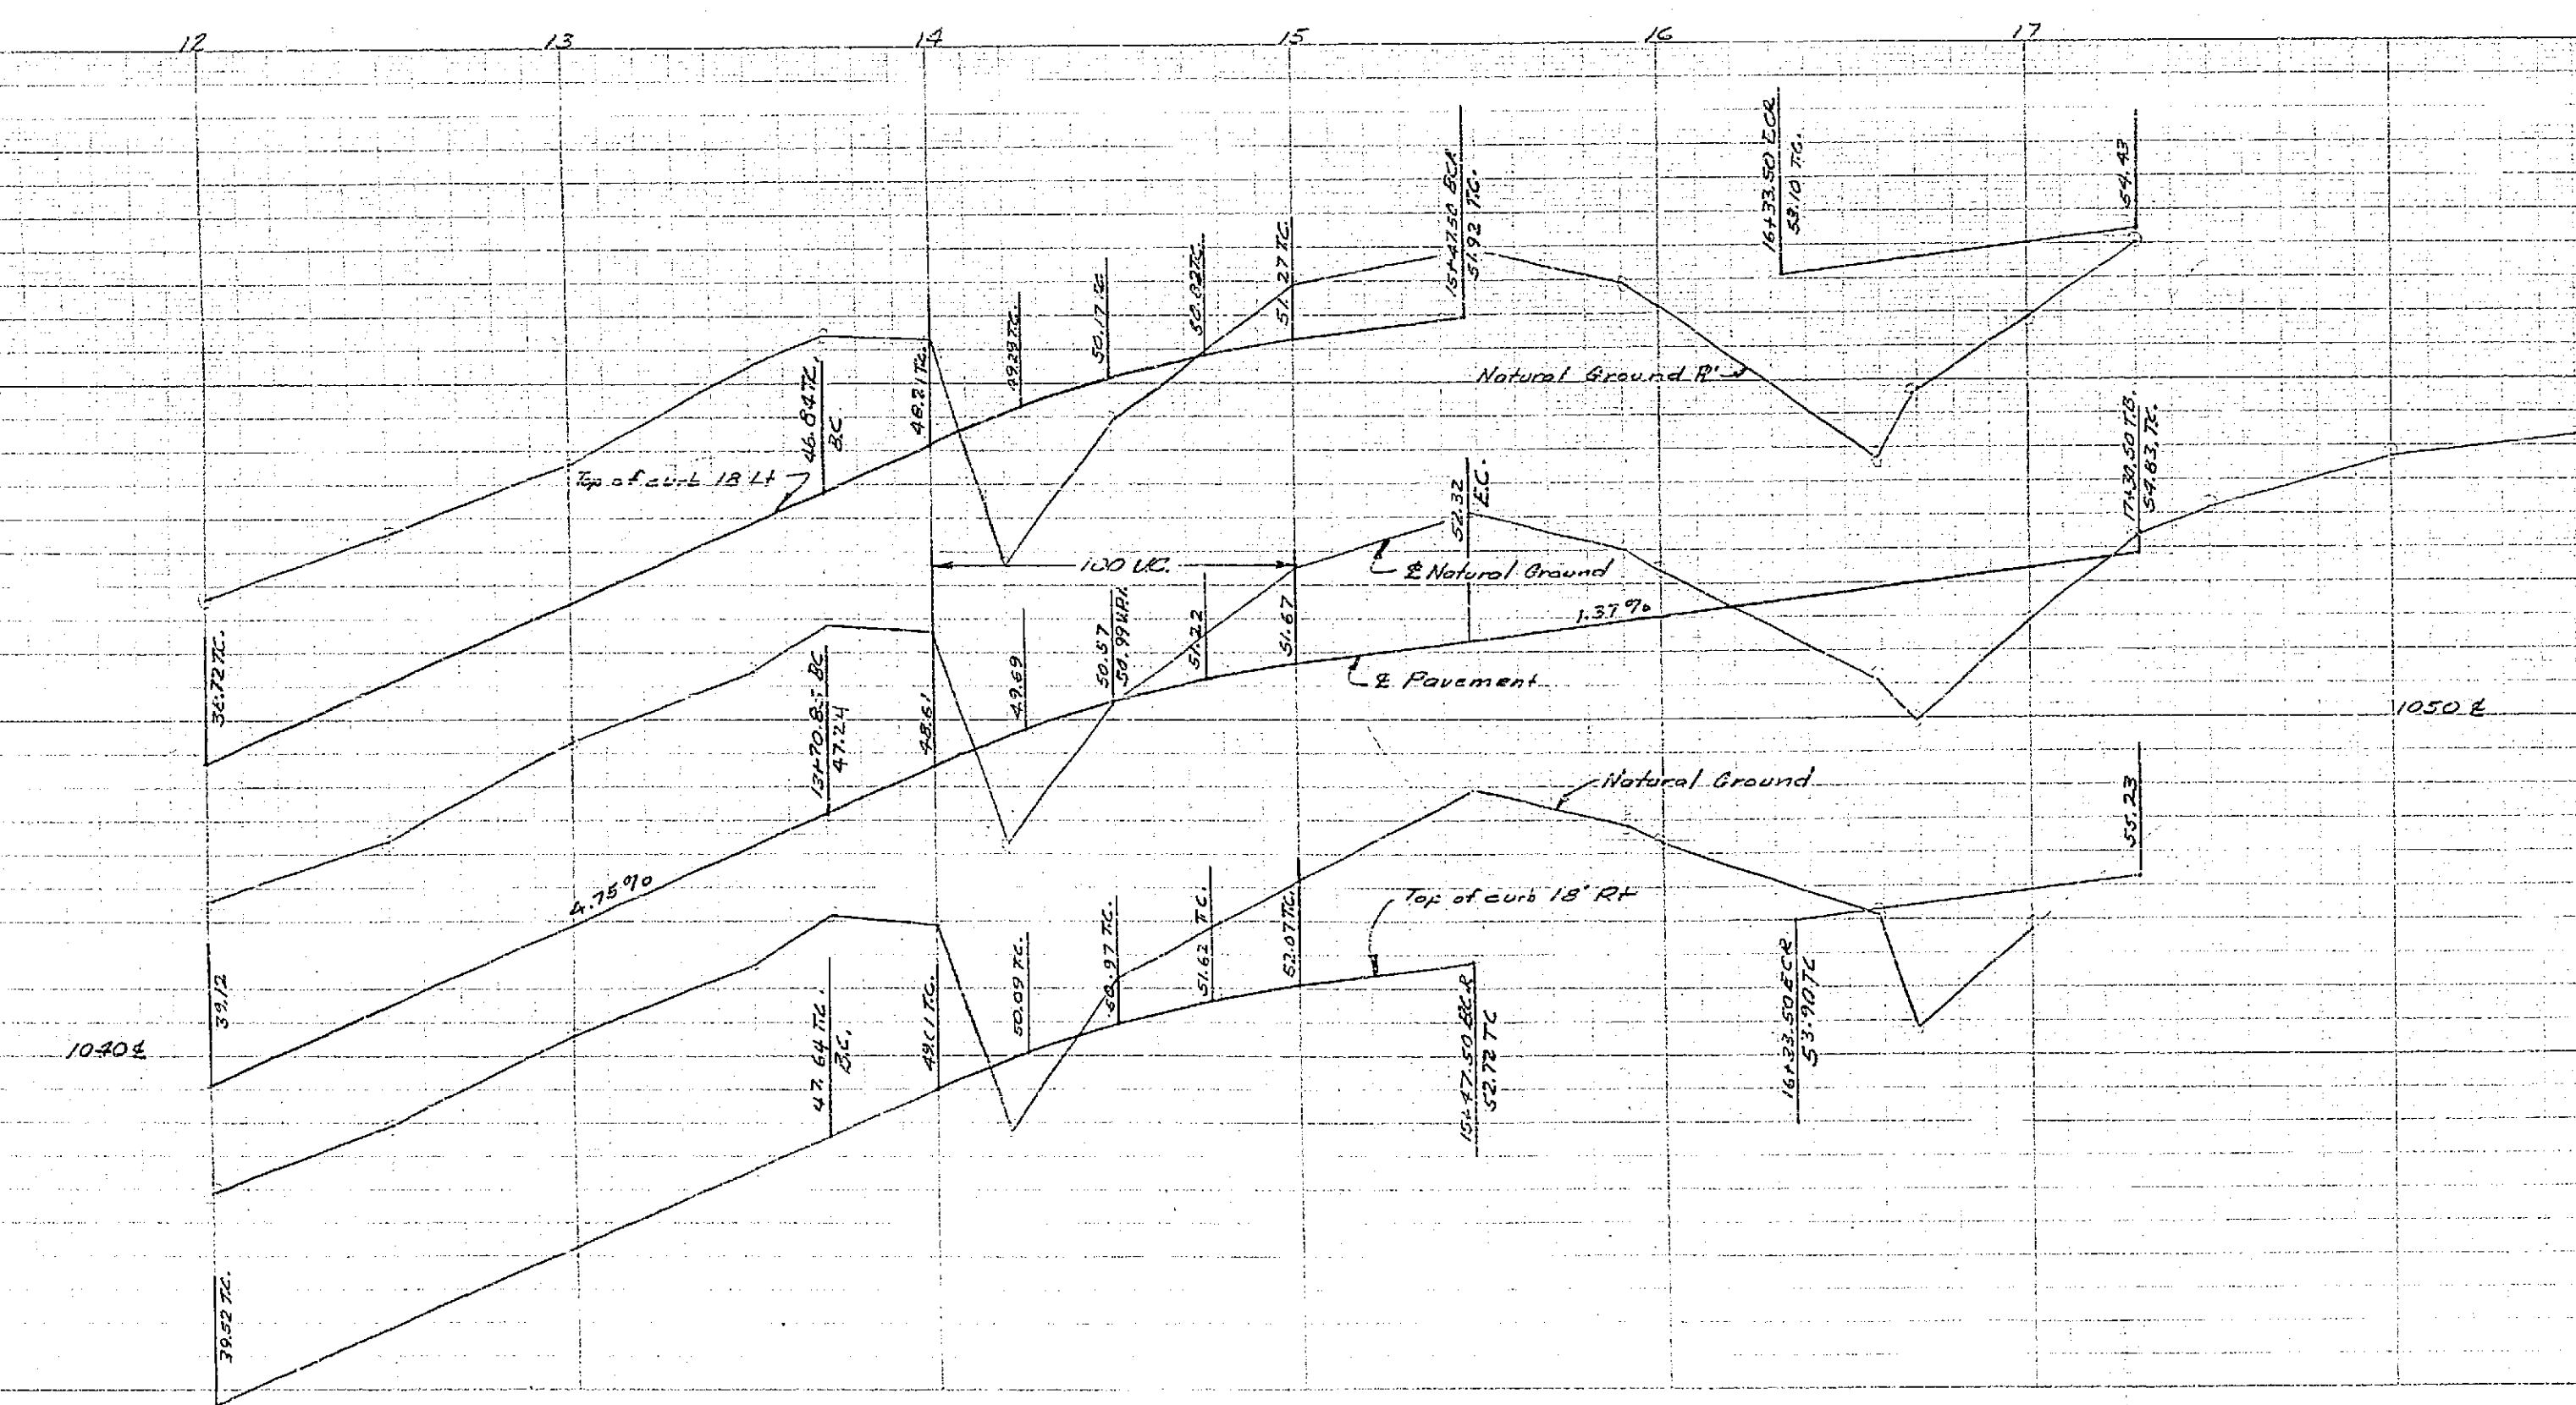 12 13 14 15 16 17
16+33.50 ECR
53.10 T.C.
54.43
15+47.50 BCR
51.92 T.C.
51.27 T.C.
50.82 T.C.
50.17 T.C.
49.29 T.C.
48.21 T.C.
46.84 T.C.
B.C.
Top of curb 18 Lt
36.72 T.C.
Natural Ground
17+30.50 T.B.
54.83 T.C.
52.32
E.C.
100 V.C.
℄ Natural Ground
1.37%
51.67
51.22
50.57
50.99 V.P.I.
49.69
48.61
13+70.85 BC
47.24
℄ Pavement
1050 ℄
4.75%
39.12
1040 ℄
Natural Ground
55.23
Top of curb 18' Rt
16+33.50 ECR
53.90 TC
15+47.50 BCR
52.72 TC
52.07 T.C.
51.62 T.C.
50.97 T.C.
50.09 T.C.
49.01 T.C.
47.64 T.C.
B.C.
39.52 T.C.